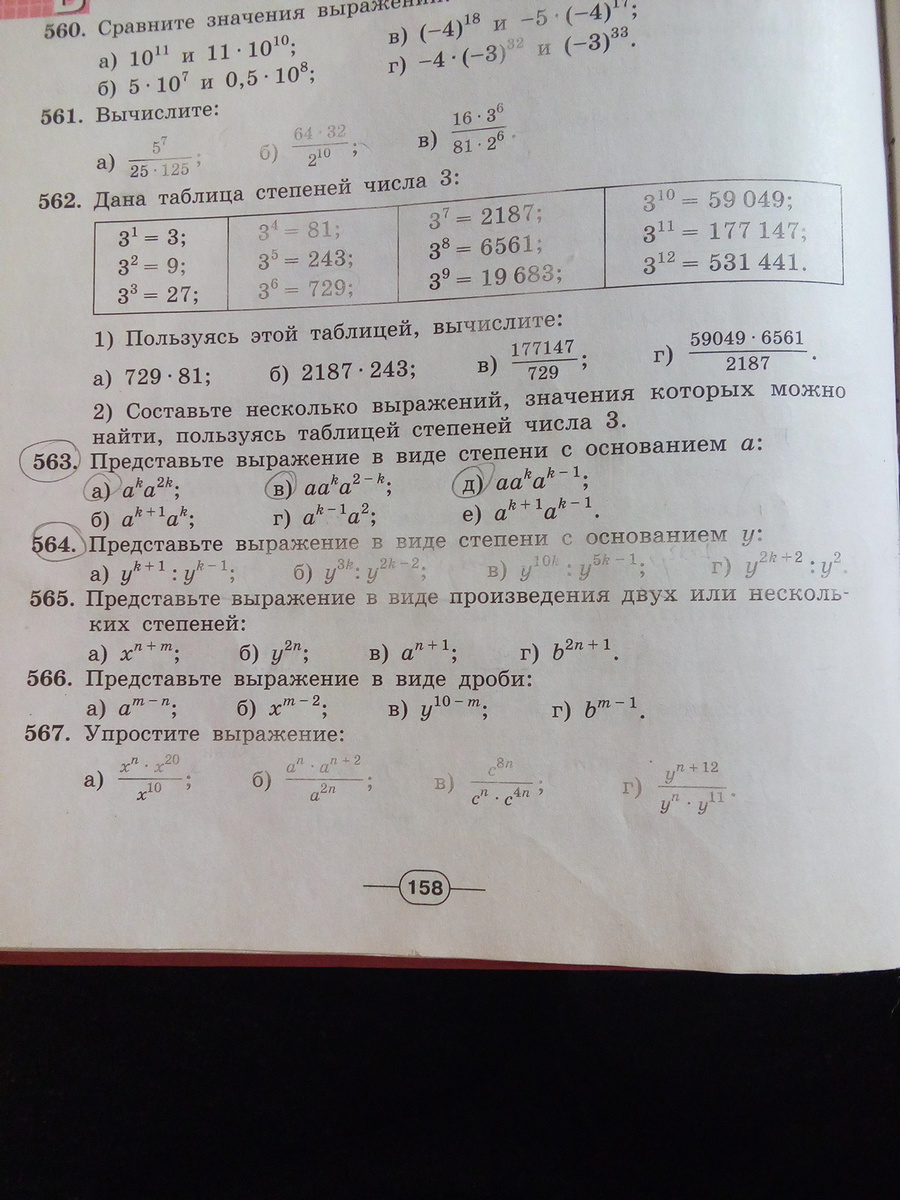 560. Сравните значения выражений:
а) 10¹¹ и 11 · 10¹⁰; в) (−4)¹⁸ и −5 · (−4)¹⁷;
б) 5 · 10⁷ и 0,5 · 10⁸; г) −4 · (−3)³² и (−3)³³.
561. Вычислите:
а) 5⁷/(25 · 125); б) (64 · 32)/2¹⁰; в) (16 · 3⁶)/(81 · 2⁶).
562. Дана таблица степеней числа 3:
3¹ = 3; 3⁴ = 81; 3⁷ = 2187; 3¹⁰ = 59 049;
3² = 9; 3⁵ = 243; 3⁸ = 6561; 3¹¹ = 177 147;
3³ = 27; 3⁶ = 729; 3⁹ = 19 683; 3¹² = 531 441.
1) Пользуясь этой таблицей, вычислите:
а) 729 · 81; б) 2187 · 243; в) 177147/729; г) (59049 · 6561)/2187.
2) Составьте несколько выражений, значения которых можно
найти, пользуясь таблицей степеней числа 3.
563. Представьте выражение в виде степени с основанием a:
а) aᵏa²ᵏ; в) aaᵏa²⁻ᵏ; д) aaᵏaᵏ⁻¹;
б) aᵏ⁺¹aᵏ; г) aᵏ⁻¹a²; е) aᵏ⁺¹aᵏ⁻¹.
564. Представьте выражение в виде степени с основанием y:
а) yᵏ⁺¹ : yᵏ⁻¹; б) y³ᵏ : y²ᵏ⁻²; в) y¹⁰ᵏ : y⁵ᵏ⁻¹; г) y²ᵏ⁺² : y².
565. Представьте выражение в виде произведения двух или несколь-
ких степеней:
а) xⁿ⁺ᵐ; б) y²ⁿ; в) aⁿ⁺¹; г) b²ⁿ⁺¹.
566. Представьте выражение в виде дроби:
а) aᵐ⁻ⁿ; б) xᵐ⁻²; в) y¹⁰⁻ᵐ; г) bᵐ⁻¹.
567. Упростите выражение:
а) (xⁿ · x²⁰)/x¹⁰; б) (aⁿ · aⁿ⁺²)/a²ⁿ; в) c⁸ⁿ/(cⁿ · c⁴ⁿ); г) yⁿ⁺¹²/(yⁿ · y¹¹).
158